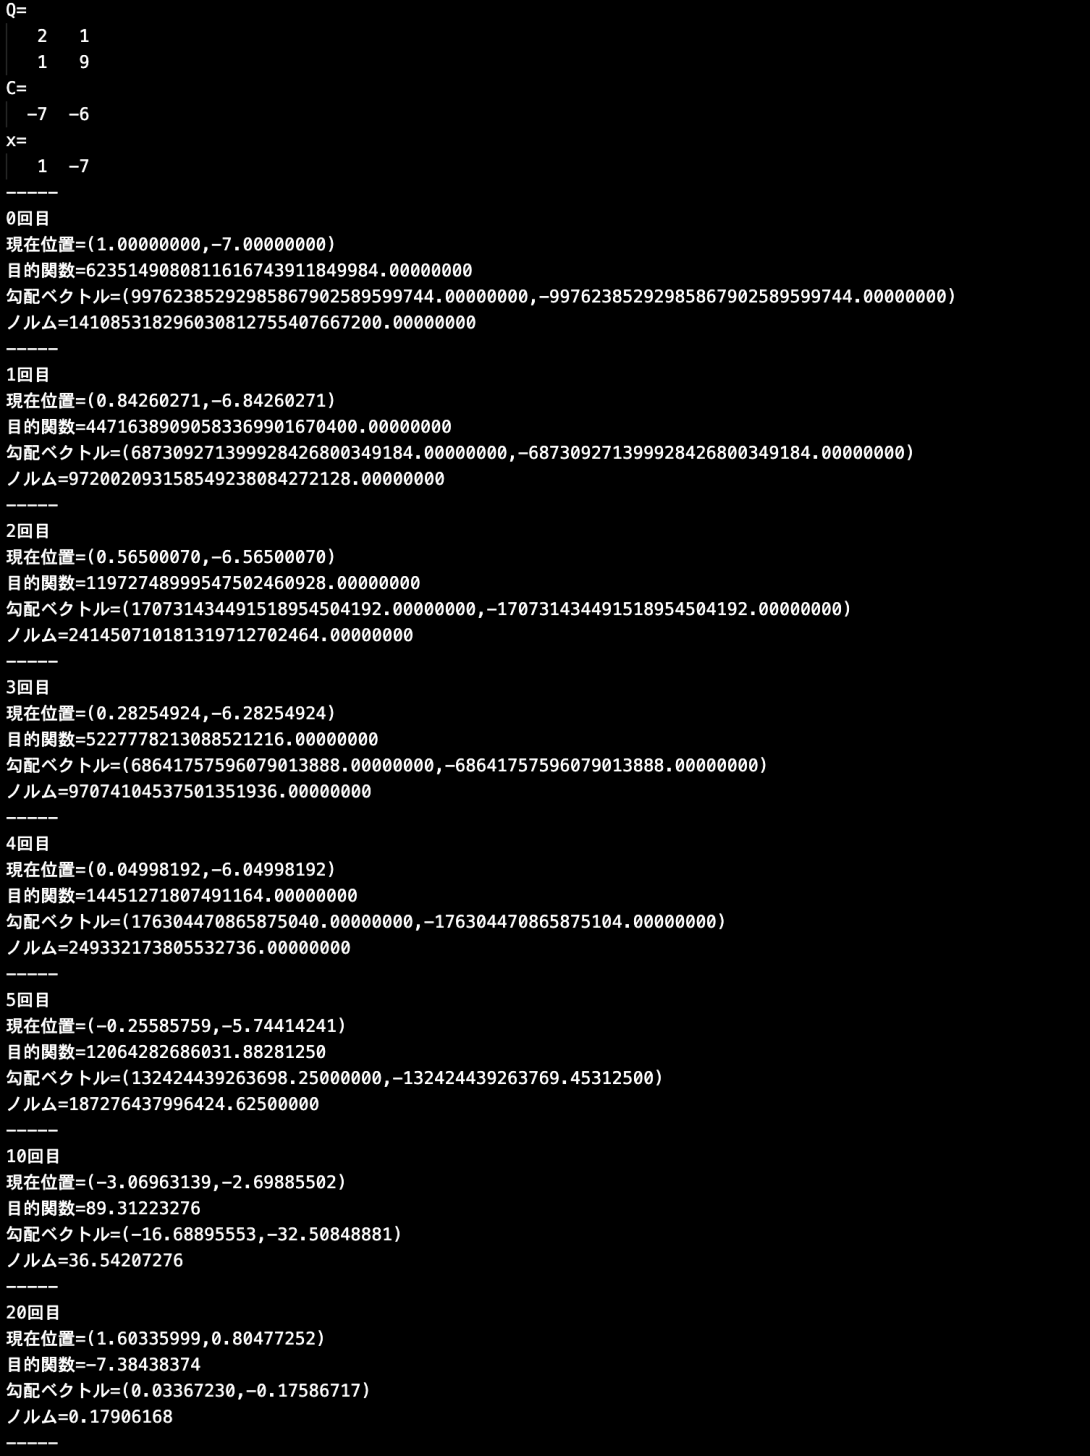 Q=
2 1
1 9
C=
-7 -6
x=
1 -7
-----
0回目
現在位置=(1.00000000,-7.00000000)
目的関数=6235149080811616743911849984.00000000
勾配ベクトル=(99762385292985867902589599744.00000000,-99762385292985867902589599744.00000000)
ノルム=141085318296030812755407667200.00000000
-----
1回目
現在位置=(0.84260271,-6.84260271)
目的関数=44716389090583369901670400.00000000
勾配ベクトル=(687309271399928426800349184.00000000,-687309271399928426800349184.00000000)
ノルム=972002093158549238084272128.00000000
-----
2回目
現在位置=(0.56500070,-6.56500070)
目的関数=11972748999547502460928.00000000
勾配ベクトル=(170731434491518954504192.00000000,-170731434491518954504192.00000000)
ノルム=241450710181319712702464.00000000
-----
3回目
現在位置=(0.28254924,-6.28254924)
目的関数=5227778213088521216.00000000
勾配ベクトル=(68641757596079013888.00000000,-68641757596079013888.00000000)
ノルム=97074104537501351936.00000000
-----
4回目
現在位置=(0.04998192,-6.04998192)
目的関数=14451271807491164.00000000
勾配ベクトル=(176304470865875040.00000000,-176304470865875104.00000000)
ノルム=249332173805532736.00000000
-----
5回目
現在位置=(-0.25585759,-5.74414241)
目的関数=12064282686031.88281250
勾配ベクトル=(132424439263698.25000000,-132424439263769.45312500)
ノルム=187276437996424.62500000
-----
10回目
現在位置=(-3.06963139,-2.69885502)
目的関数=89.31223276
勾配ベクトル=(-16.68895553,-32.50848881)
ノルム=36.54207276
-----
20回目
現在位置=(1.60335999,0.80477252)
目的関数=-7.38438374
勾配ベクトル=(0.03367230,-0.17586717)
ノルム=0.17906168
-----